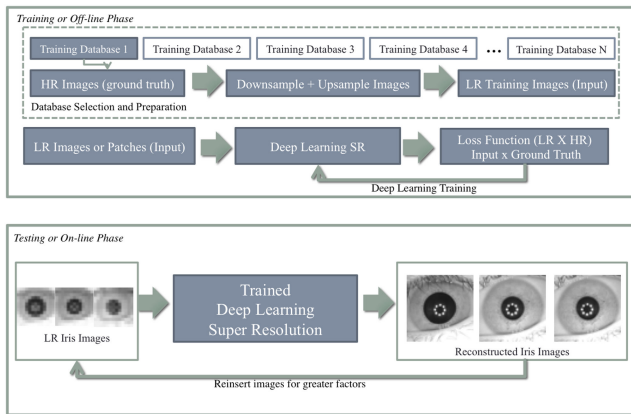 Training or Off-line Phase
Training Database 1
Training Database 2
Training Database 3
Training Database 4
...
Training Database N
HR Images (ground truth)
Downsample + Upsample Images
LR Training Images (Input)
Database Selection and Preparation
LR Images or Patches (Input)
Deep Learning SR
Loss Function (LR X HR)
Input x Ground Truth
Deep Learning Training
Testing or On-line Phase
Trained
Deep Learning
Super Resolution
LR Iris Images
Reconstructed Iris Images
Reinsert images for greater factors